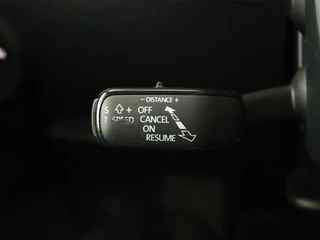 - DISTANCE +
S + OFF
T SPEED CANCEL
ON
RESUME